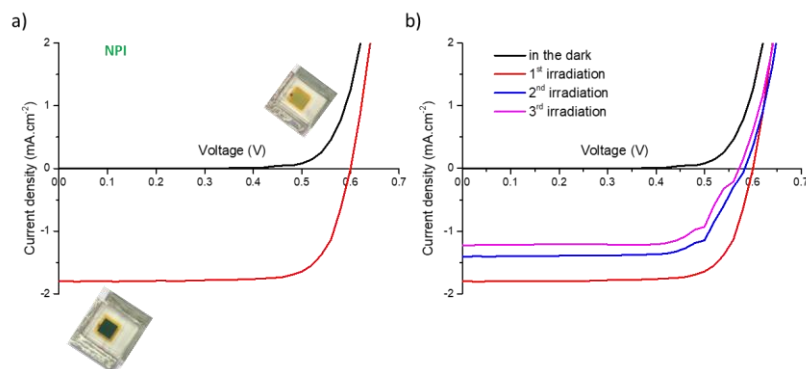 a)
NPI
Current density (mA.cm⁻²)
Voltage (V)
2
1
0
-1
-2
0.0
0.1
0.2
0.3
0.4
0.5
0.6
0.7
b)
in the dark
1ˢᵗ irradiation
2ⁿᵈ irradiation
3ʳᵈ irradiation
Current density (mA.cm⁻²)
Voltage (V)
2
1
0
-1
-2
0.0
0.1
0.2
0.3
0.4
0.5
0.6
0.7